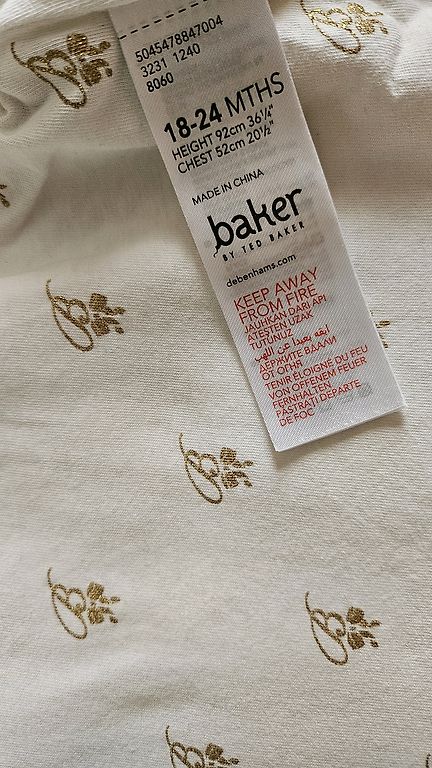 5045478847004
3231 1240
8060
18-24 MTHS
HEIGHT 92cm 36¼"
CHEST 52cm 20½"
MADE IN CHINA
baker
BY TED BAKER
debenhams.com
KEEP AWAY
FROM FIRE
JAUHKAN DARI API
ATEŞTEN UZAK
TUTUNUZ
ابقه بعيدا عن اللهب
ДЕРЖИТЕ ВДАЛИ
ОТ ОГНЯ
TENIR ÉLOIGNÉ DU FEU
VON OFFENEM FEUER
FERNHALTEN
PĂSTRAȚI DEPARTE
DE FOC
B
B
B
B
B
B